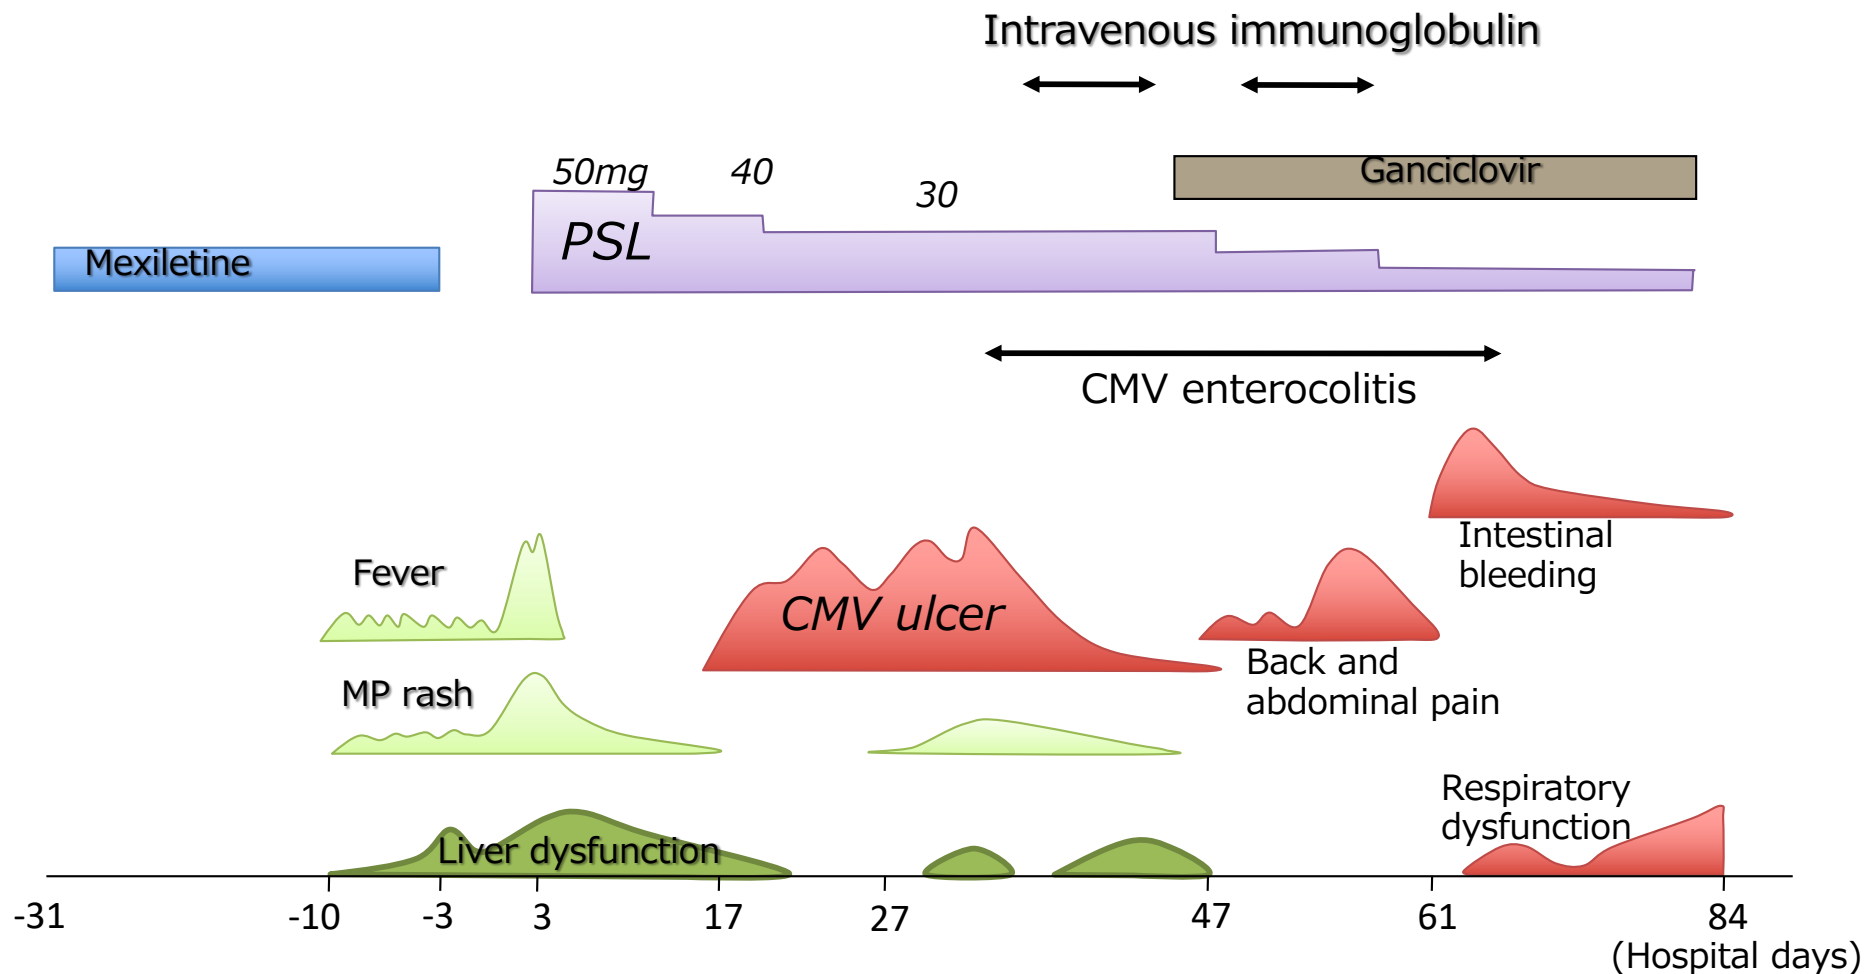 Intravenous immunoglobulin
50mg
40
30
Ganciclovir
PSL
Mexiletine
CMV enterocolitis
Intestinal
bleeding
Fever
CMV ulcer
Back and
abdominal pain
MP rash
Respiratory
dysfunction
Liver dysfunction
-31
-10
-3
3
17
27
47
61
84
(Hospital days)